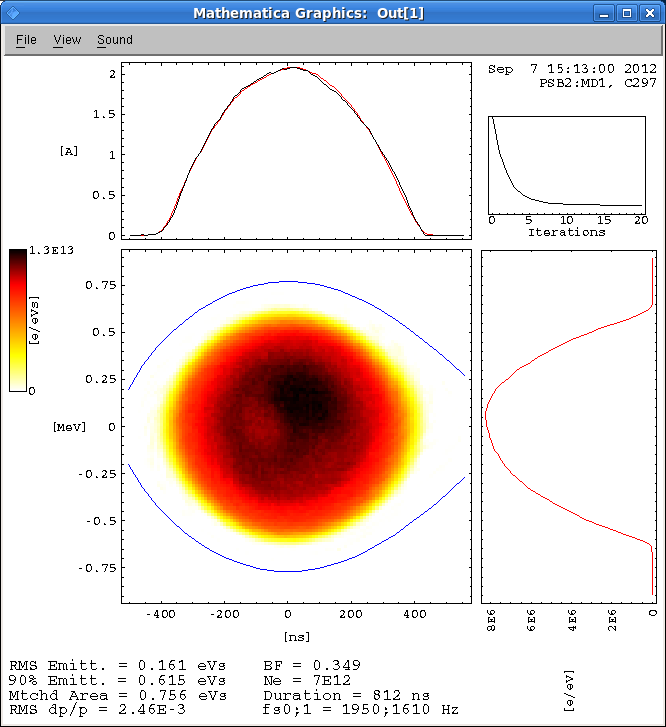 Mathematica Graphics: Out[1]
File View Sound
Sep 7 15:13:00 2012
PSB2:MD1, C297
2
1.5
[A]
1
0.5
0
0 5 10 15 20
Iterations
1.3E13
[e/eVs]
0
0.75
0.5
0.25
[MeV]
0
-0.25
-0.5
-0.75
-400 -200 0 200 400
[ns]
8E6 6E6 4E6 2E6 0
[e/eV]
RMS Emitt. = 0.161 eVs BF = 0.349
90% Emitt. = 0.615 eVs Ne = 7E12
Mtchd Area = 0.756 eVs Duration = 812 ns
RMS dp/p = 2.46E-3 fs0;1 = 1950;1610 Hz